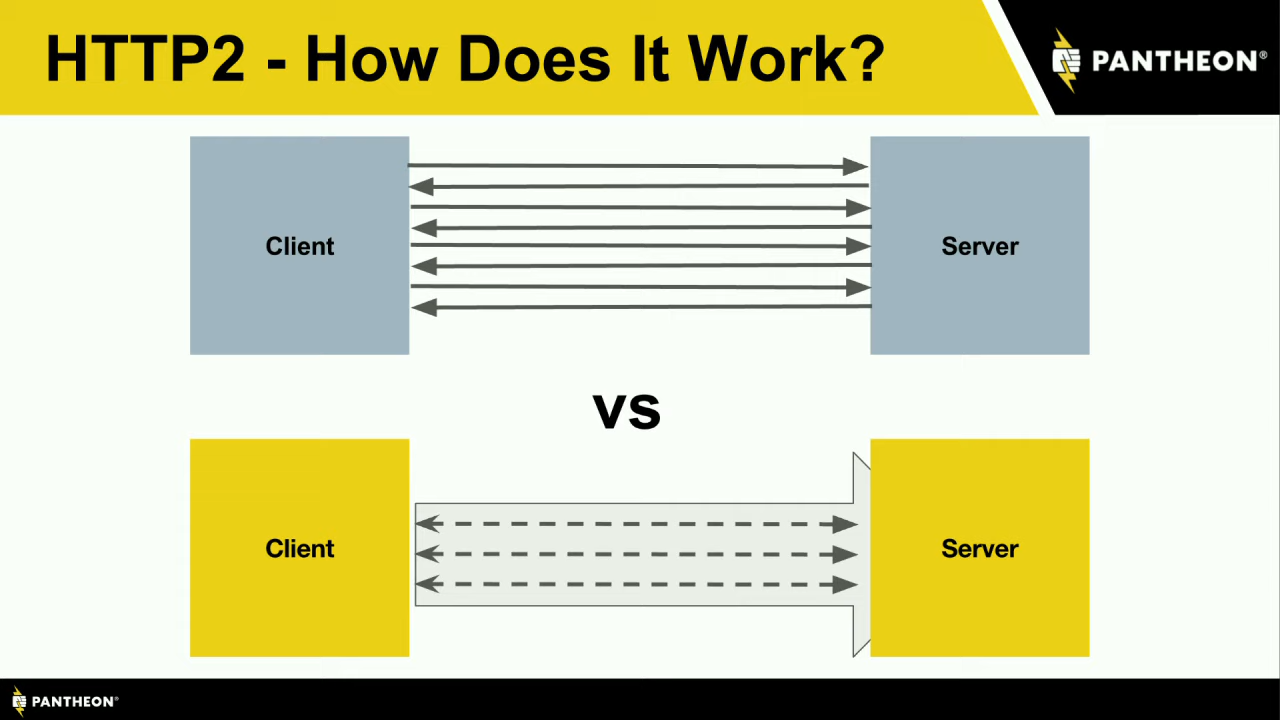 HTTP2 - How Does It Work?
PANTHEON®
Client
Server
vs
Client
Server
PANTHEON®